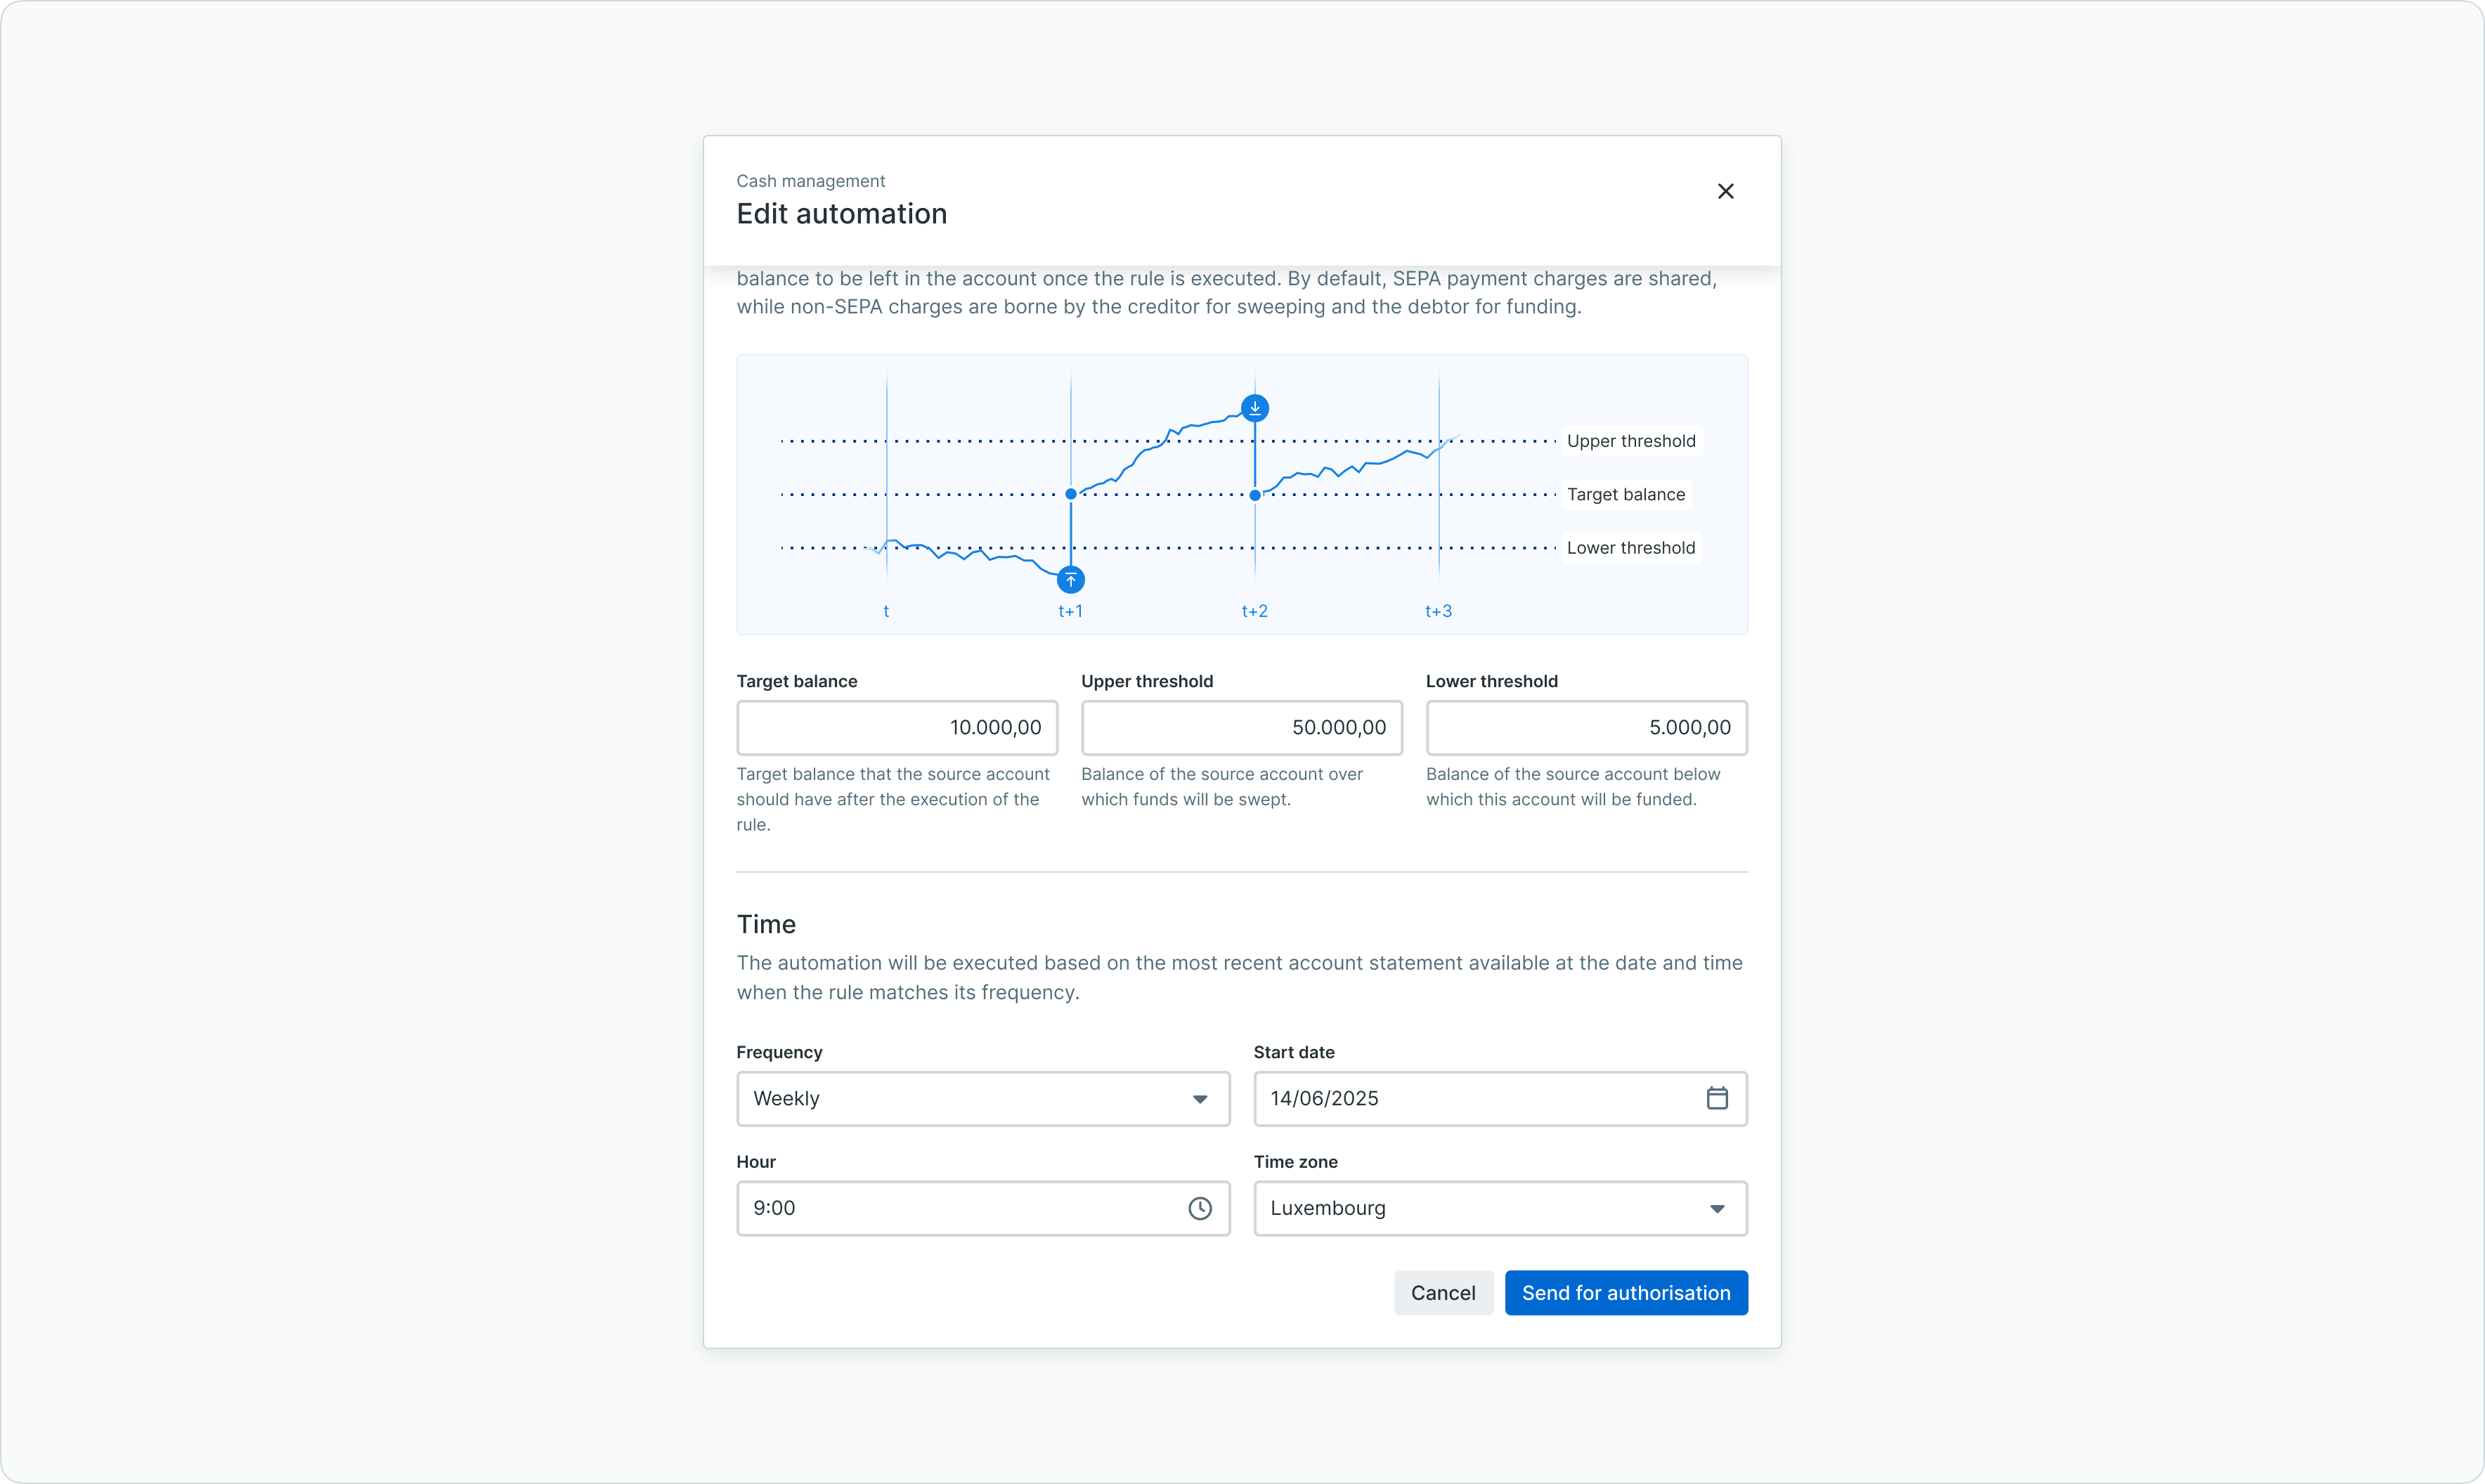 Cash management
Edit automation
balance to be left in the account once the rule is executed. By default, SEPA payment charges are shared,
while non-SEPA charges are borne by the creditor for sweeping and the debtor for funding.
Upper threshold
Target balance
Lower threshold
t
t+1
t+2
t+3
Target balance
Upper threshold
Lower threshold
10.000,00
50.000,00
5.000,00
Target balance that the source account
should have after the execution of the
rule.
Balance of the source account over
which funds will be swept.
Balance of the source account below
which this account will be funded.
Time
The automation will be executed based on the most recent account statement available at the date and time
when the rule matches its frequency.
Frequency
Start date
Weekly
14/06/2025
Hour
Time zone
9:00
Luxembourg
Cancel
Send for authorisation